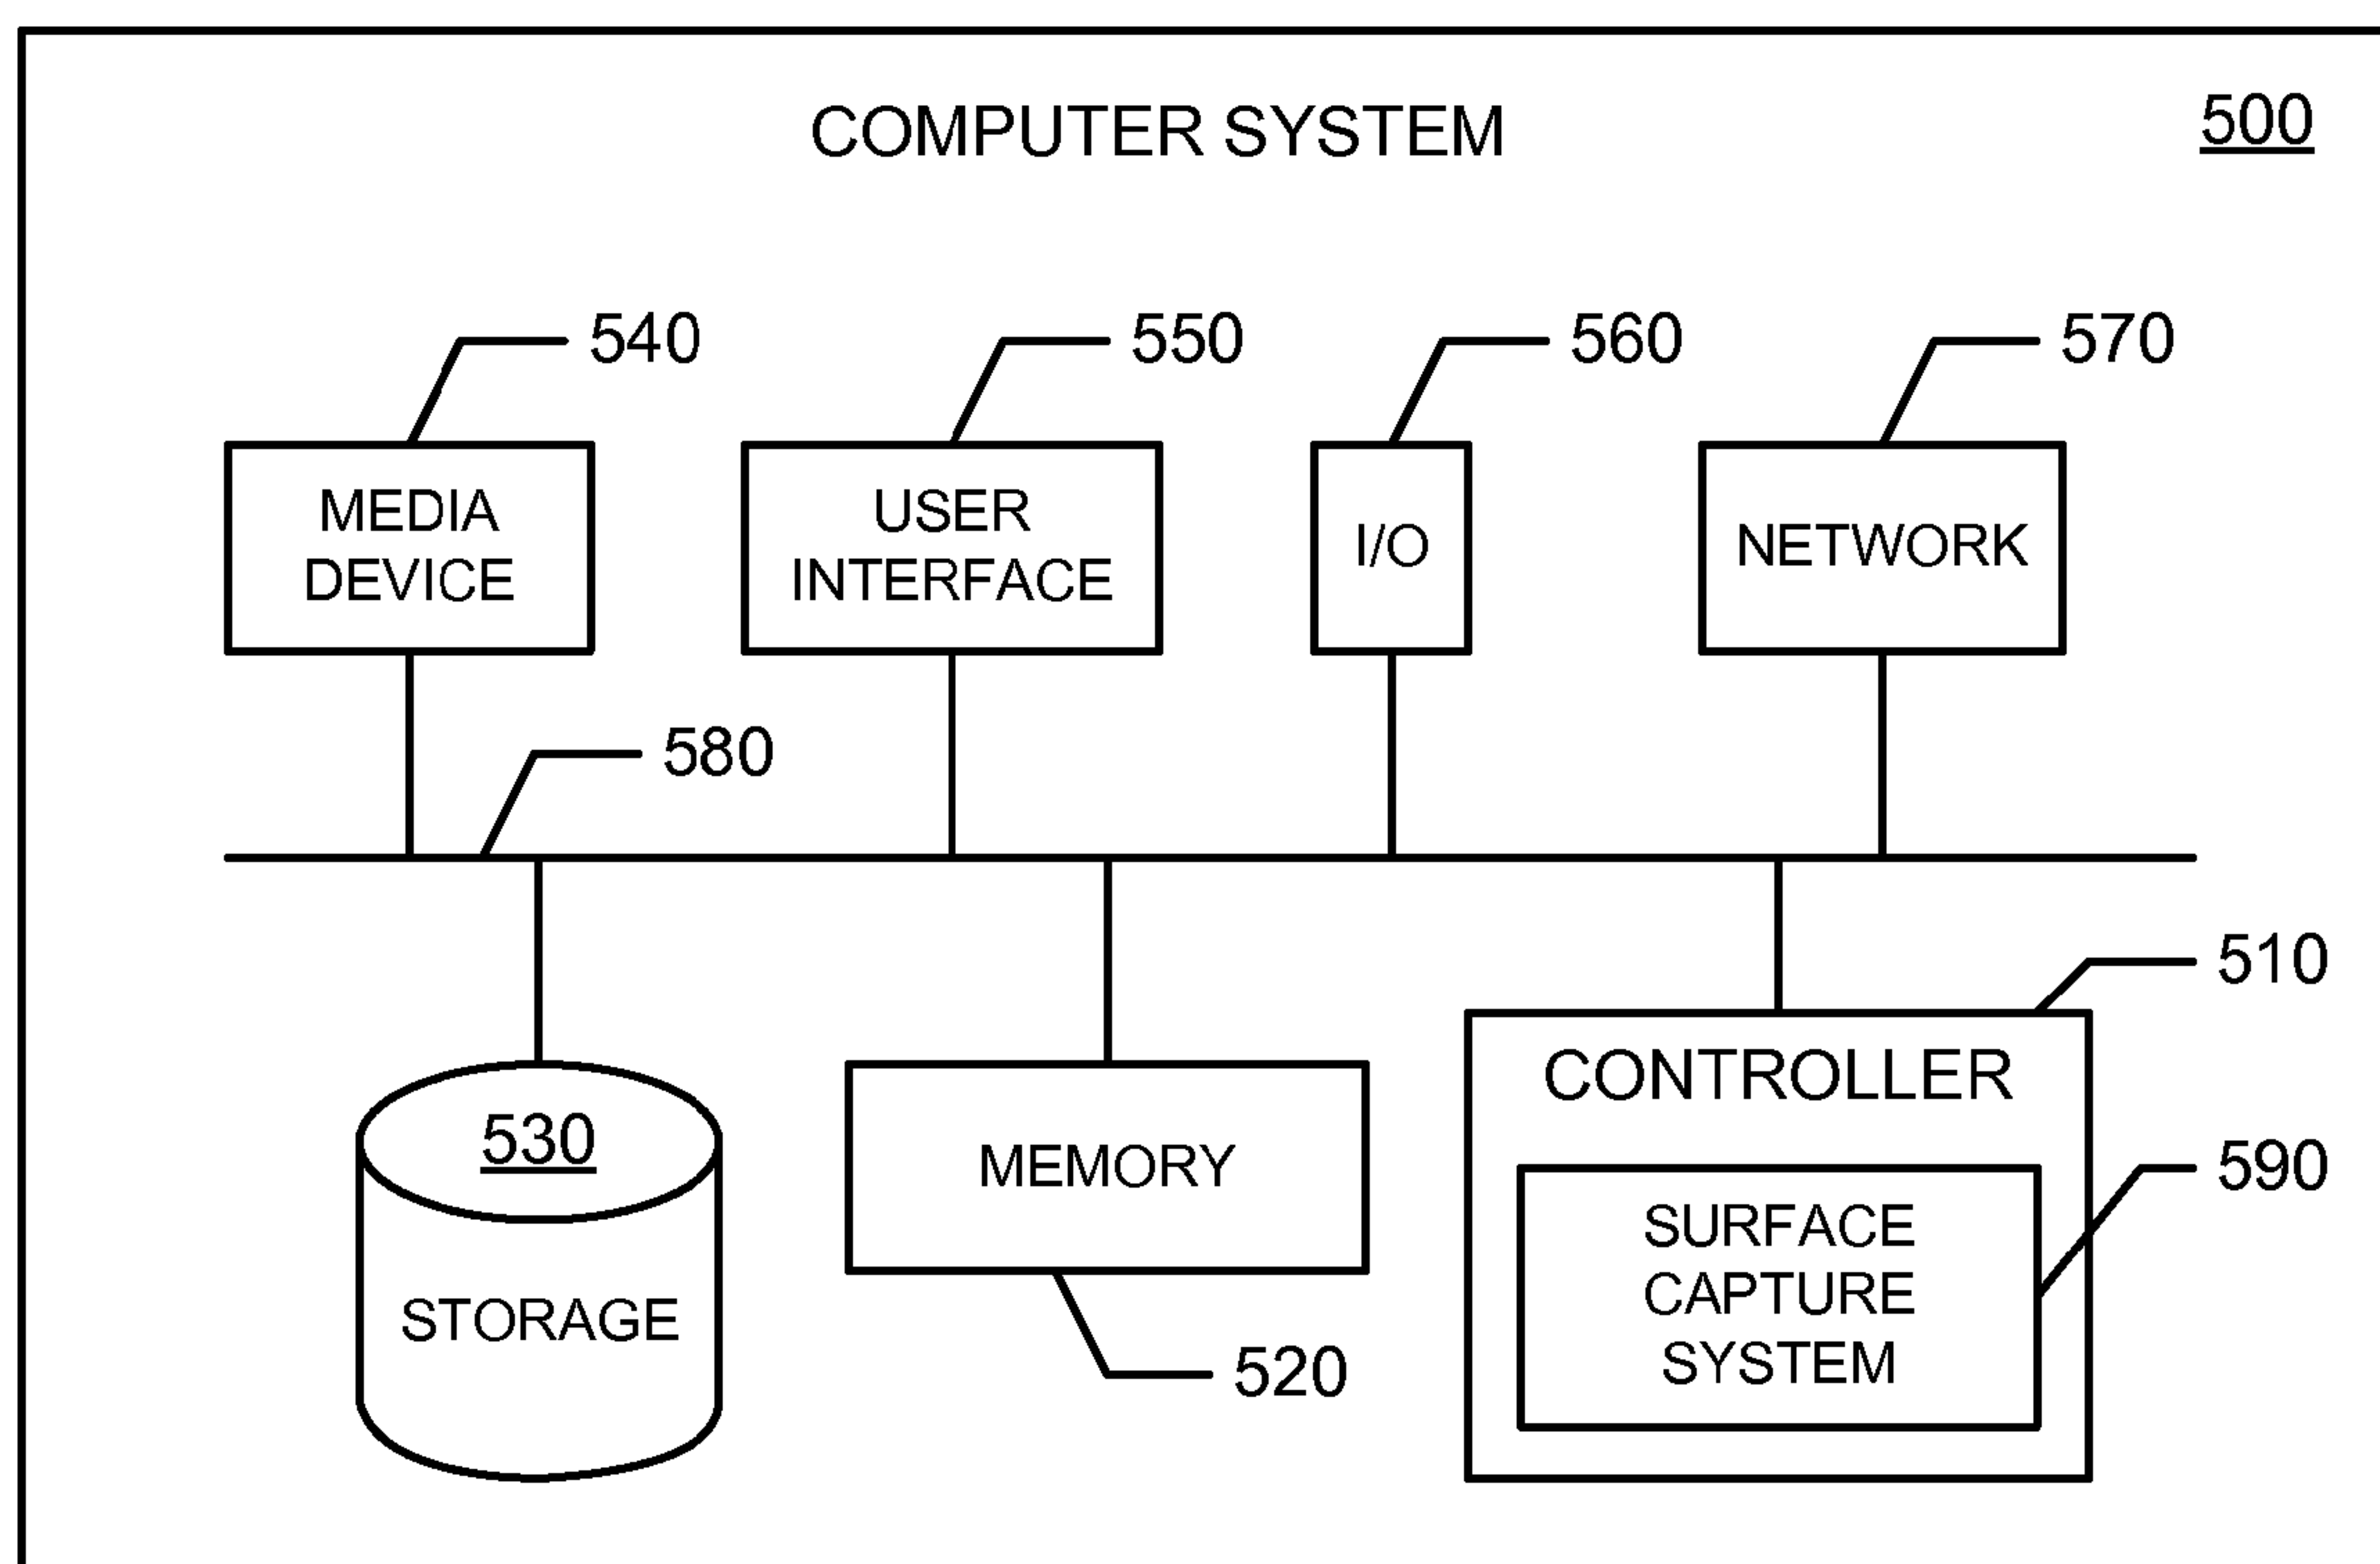 COMPUTER SYSTEM
500
540
550
560
570
MEDIA
DEVICE
USER
INTERFACE
I/O
NETWORK
580
510
CONTROLLER
530
STORAGE
MEMORY
520
590
SURFACE
CAPTURE
SYSTEM